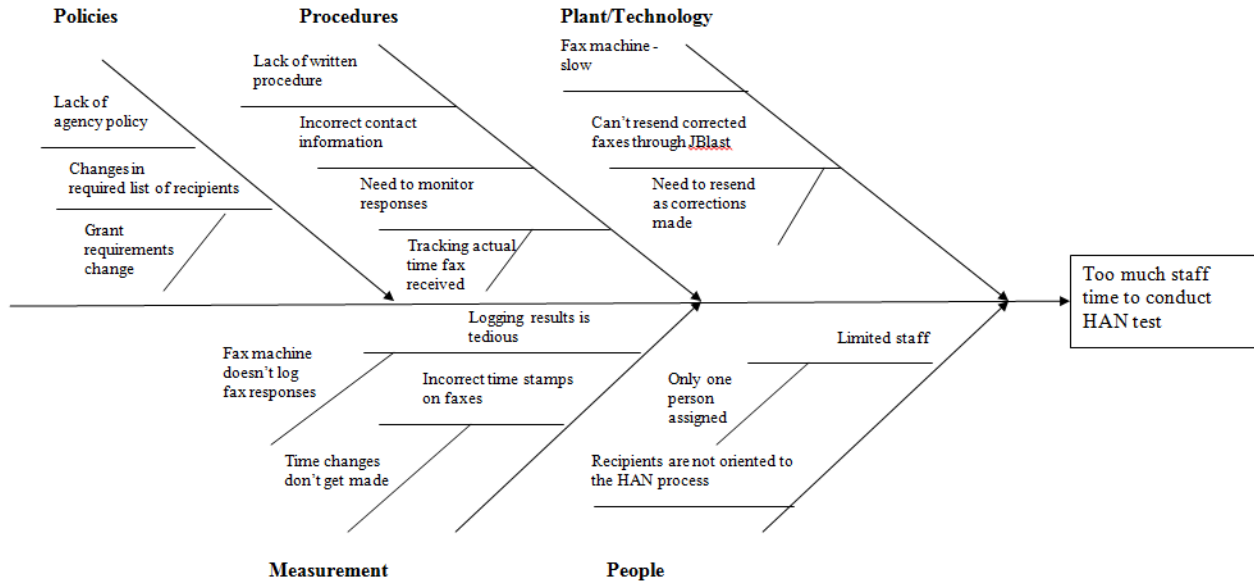 Policies
Procedures
Plant/Technology
Lack of
agency policy
Changes in
required list of recipients
Grant
requirements
change
Lack of written
procedure
Incorrect contact
information
Need to monitor
responses
Tracking actual
time fax
received
Fax machine -
slow
Can't resend corrected
faxes through JBlast
Need to resend
as corrections
made
Too much staff
time to conduct
HAN test
Logging results is
tedious
Fax machine
doesn't log
fax responses
Incorrect time stamps
on faxes
Time changes
don't get made
Limited staff
Only one
person
assigned
Recipients are not oriented to
the HAN process
Measurement
People